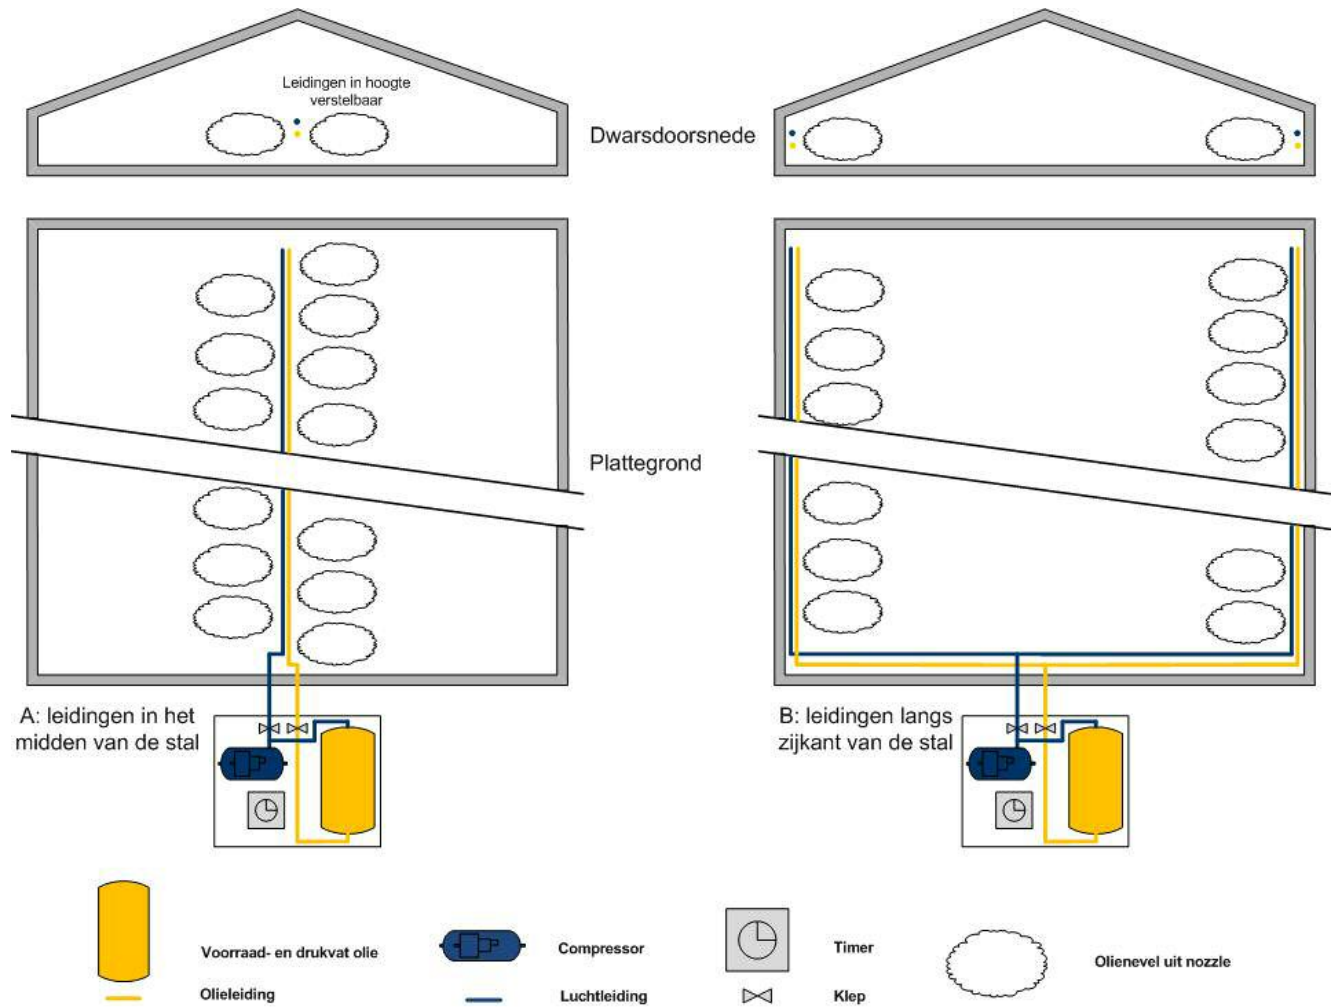 Leidingen in hoogte
verstelbaar
Dwarsdoorsnede
Plattegrond
A: leidingen in het
midden van de stal
B: leidingen langs
zijkant van de stal
Voorraad- en drukvat olie
Compressor
Timer
Olienevel uit nozzle
Olieleiding
Luchtleiding
Klep